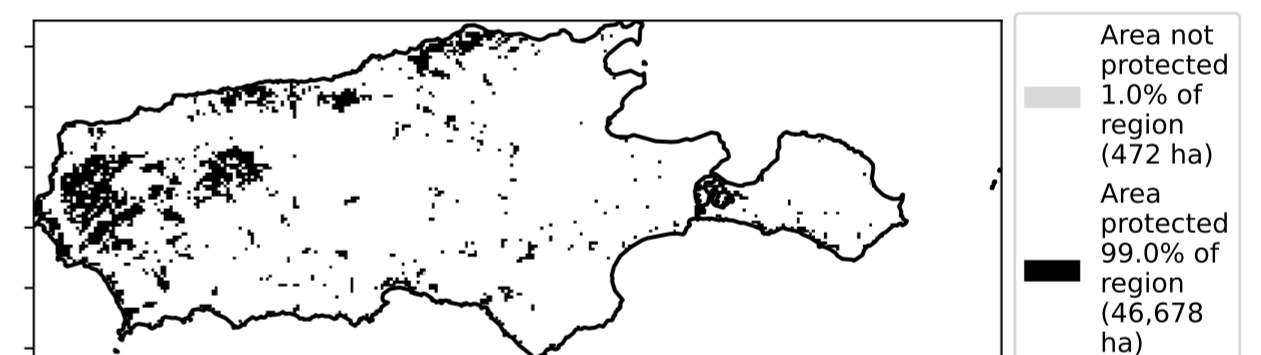 Area not
protected
1.0% of
region
(472 ha)
Area
protected
99.0% of
region
(46,678
ha)